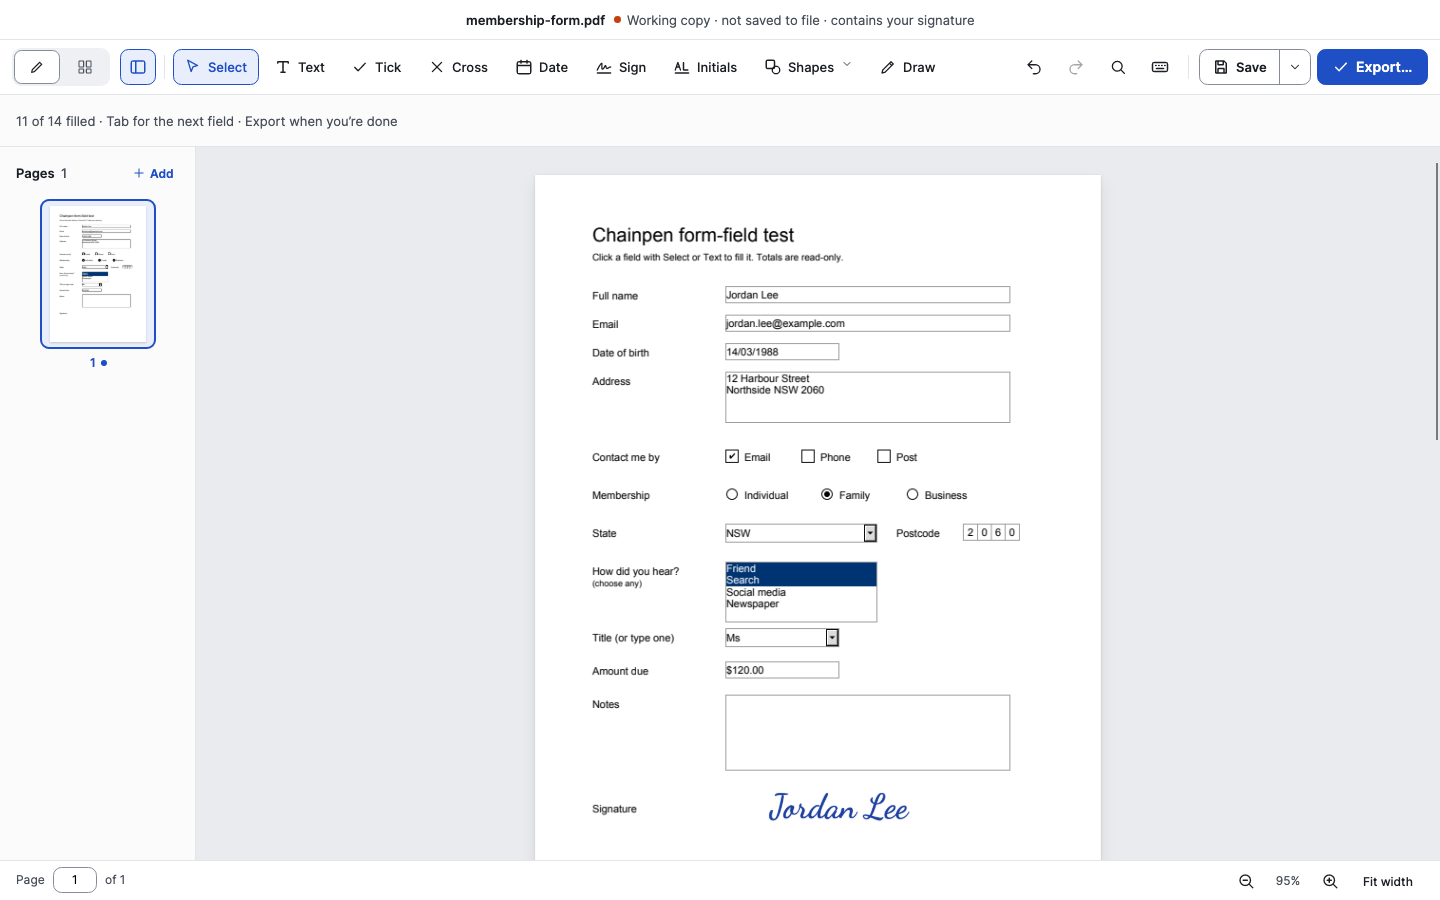 membership-form.pdf Working copy · not saved to file · contains your signature
Select Text Tick Cross Date Sign Initials Shapes Draw Save Export...
11 of 14 filled · Tab for the next field · Export when you're done
Pages 1 + Add
1
Chainpen form-field test
Click a field with Select or Text to fill it. Totals are read-only.
Full name Jordan Lee
Email jordan.lee@example.com
Date of birth 14/03/1988
Address 12 Harbour Street
Northside NSW 2060
Contact me by Email Phone Post
Membership Individual Family Business
State NSW Postcode 2 0 6 0
How did you hear? Friend
(choose any) Search
Social media
Newspaper
Title (or type one) Ms
Amount due $120.00
Notes
Signature Jordan Lee
Page 1 of 1 95% Fit width